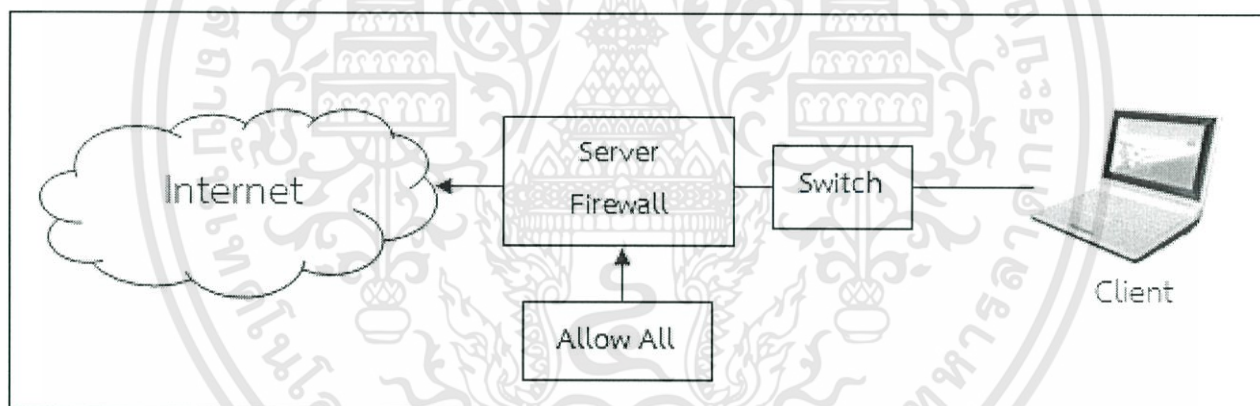 Internet
Server
Firewall
Switch
Allow All
Client